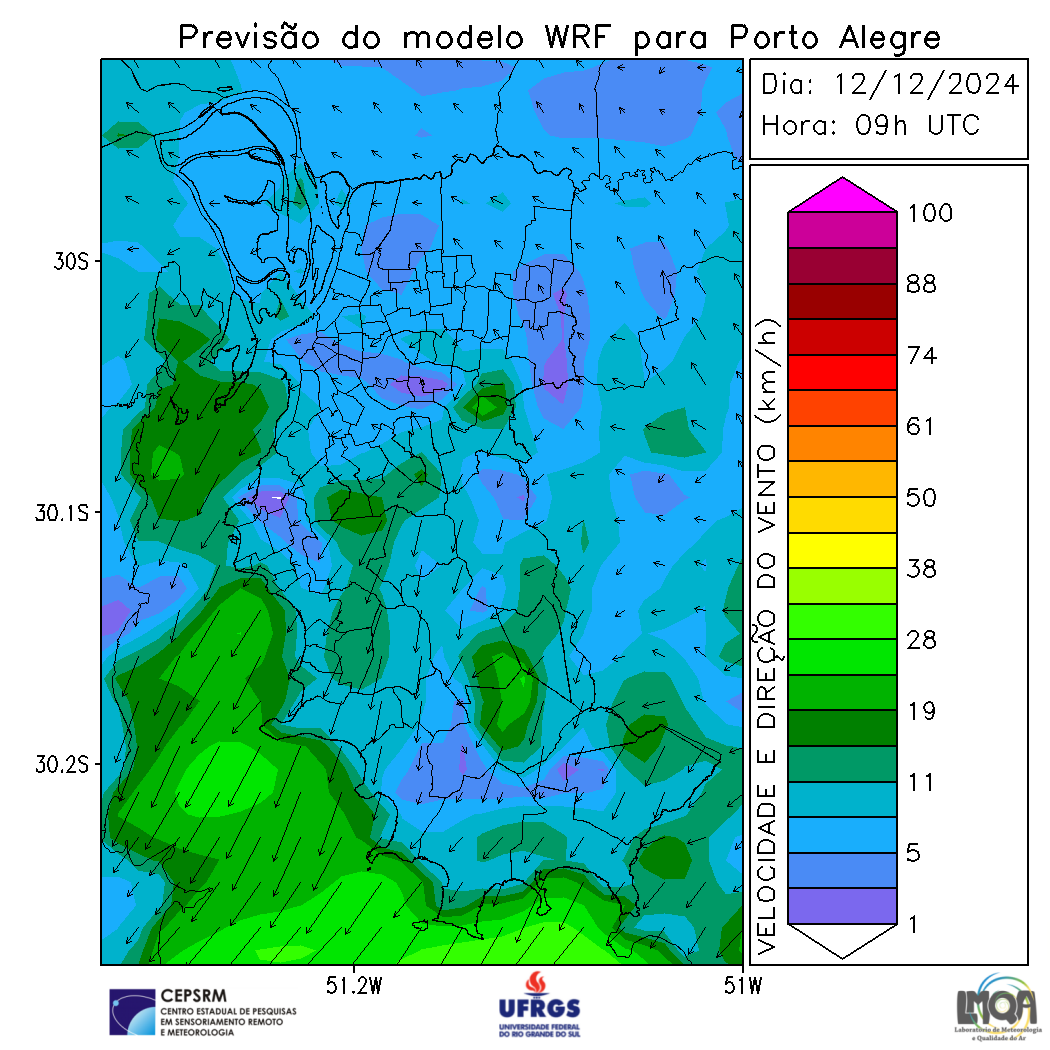 Previsão do modelo WRF para Porto Alegre
Dia: 12/12/2024
Hora: 09h UTC
30S
30.1S
30.2S
51.2W
51W
VELOCIDADE E DIREÇÃO DO VENTO (km/h)
100
88
74
61
50
38
28
19
11
5
1
CEPSRM
CENTRO ESTADUAL DE PESQUISAS
EM SENSORIAMENTO REMOTO
E METEOROLOGIA
UFRGS
UNIVERSIDADE FEDERAL
DO RIO GRANDE DO SUL
LMQA
Laboratório de Meteorologia
e Qualidade do Ar